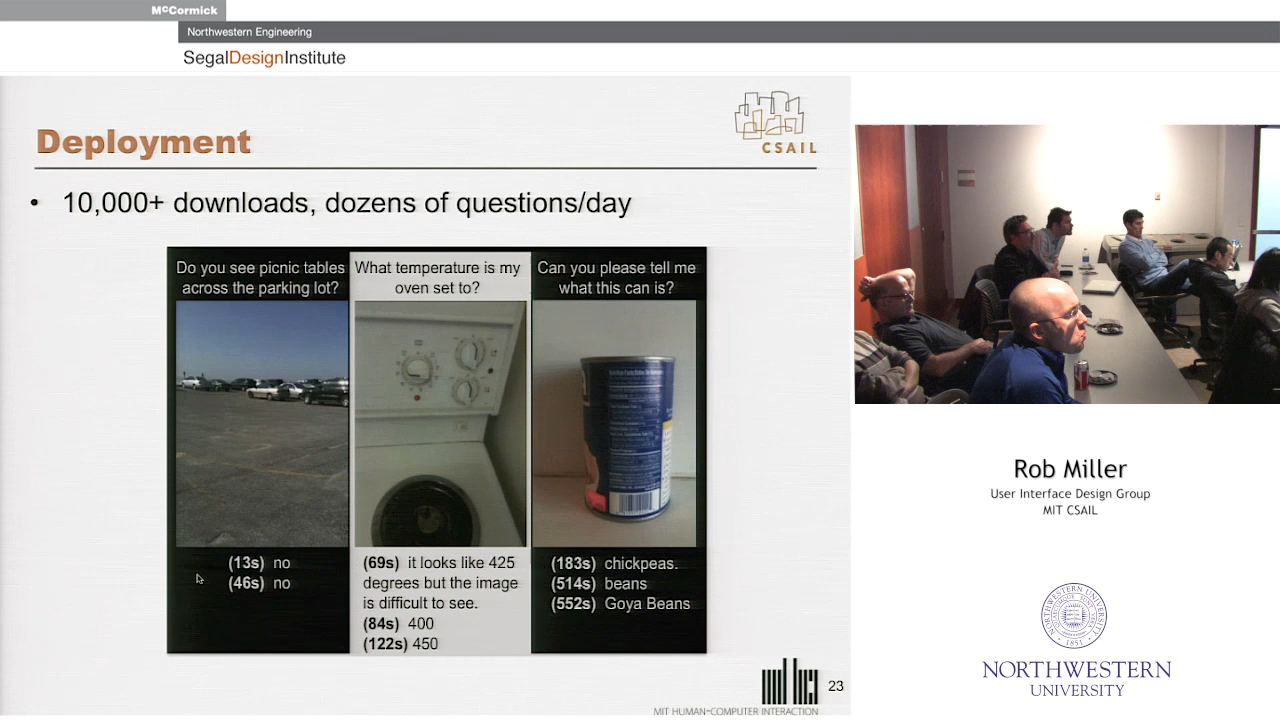 McCormick
Northwestern Engineering
SegalDesignInstitute
Deployment
CSAIL
• 10,000+ downloads, dozens of questions/day
Do you see picnic tables
across the parking lot?
What temperature is my
oven set to?
Can you please tell me
what this can is?
(13s) no
(46s) no
(69s) it looks like 425
degrees but the image
is difficult to see.
(84s) 400
(122s) 450
(183s) chickpeas.
(514s) beans
(552s) Goya Beans
23
MIT HUMAN-COMPUTER INTERACTION
Rob Miller
User Interface Design Group
MIT CSAIL
1851
NORTHWESTERN
UNIVERSITY